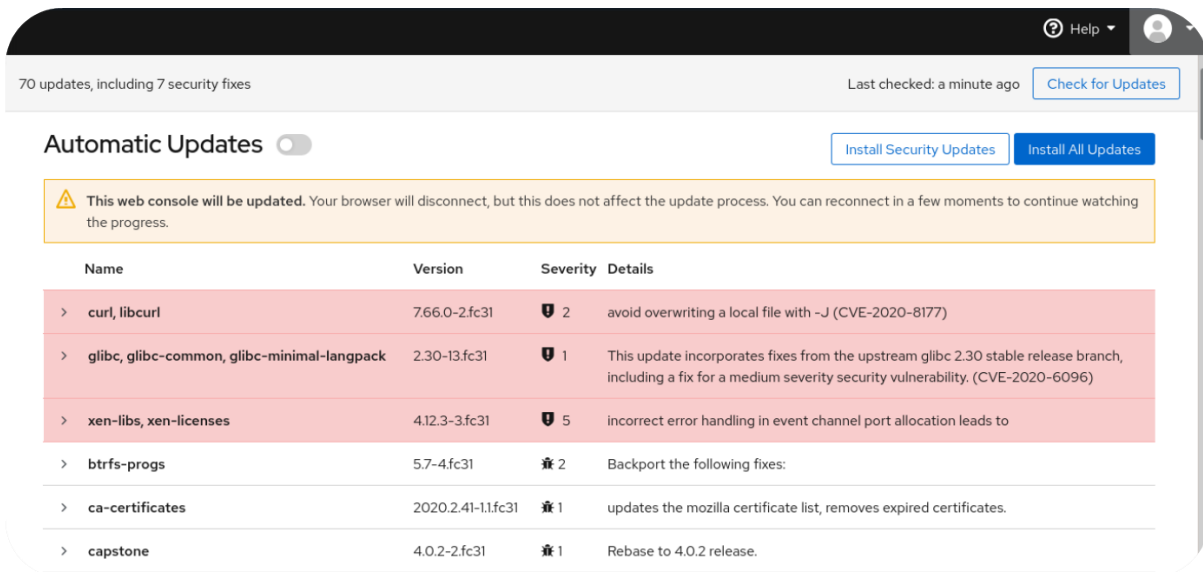 Help
70 updates, including 7 security fixes
Last checked: a minute ago
Check for Updates
Automatic Updates
Install Security Updates
Install All Updates
This web console will be updated. Your browser will disconnect, but this does not affect the update process. You can reconnect in a few moments to continue watching
the progress.
Name Version Severity Details
curl, libcurl 7.66.0-2.fc31 2 avoid overwriting a local file with -J (CVE-2020-8177)
glibc, glibc-common, glibc-minimal-langpack 2.30-13.fc31 1 This update incorporates fixes from the upstream glibc 2.30 stable release branch,
including a fix for a medium severity security vulnerability. (CVE-2020-6096)
xen-libs, xen-licenses 4.12.3-3.fc31 5 incorrect error handling in event channel port allocation leads to
btrfs-progs 5.7-4.fc31 2 Backport the following fixes:
ca-certificates 2020.2.41-1.1.fc31 1 updates the mozilla certificate list, removes expired certificates.
capstone 4.0.2-2.fc31 1 Rebase to 4.0.2 release.